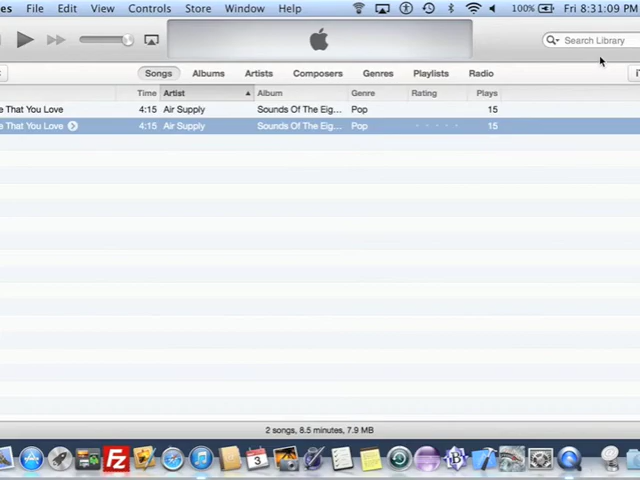 es File Edit View Controls Store Window Help 100% Fri 8:31:09 PM
Search Library
Songs Albums Artists Composers Genres Playlists Radio
Time Artist Album Genre Rating Plays
e That You Love 4:15 Air Supply Sounds Of The Eig... Pop 15
e That You Love 4:15 Air Supply Sounds Of The Eig... Pop 15
2 songs, 8.5 minutes, 7.9 MB
FZ 3